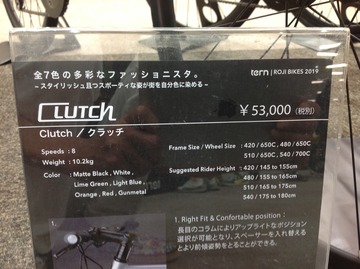 tern | ROJI BIKES 2019
全7色の多彩なファッショニスタ。
~スタイリッシュ且つスポーティな姿が街を自分色に染める~
CLUTCH
¥53,000 (税別)
Clutch / クラッチ
Speeds : 8
Weight : 10.2kg
Color : Matte Black , White ,
Lime Green , Light Blue ,
Orange , Red , Gunmetal
Frame Size / Wheel Size : 420 / 650C , 480 / 650C
510 / 650C , 540 / 700C
Suggested Rider Height : 420 / 145 to 155cm
480 / 155 to 165cm
510 / 165 to 175cm
540 / 175 to 180cm
1. Right Fit & Confortable position :
長目のコラムによりアップライトなポジション
選択が可能となり、スペーサーを入れ替える
とより前傾姿勢をとることができる。